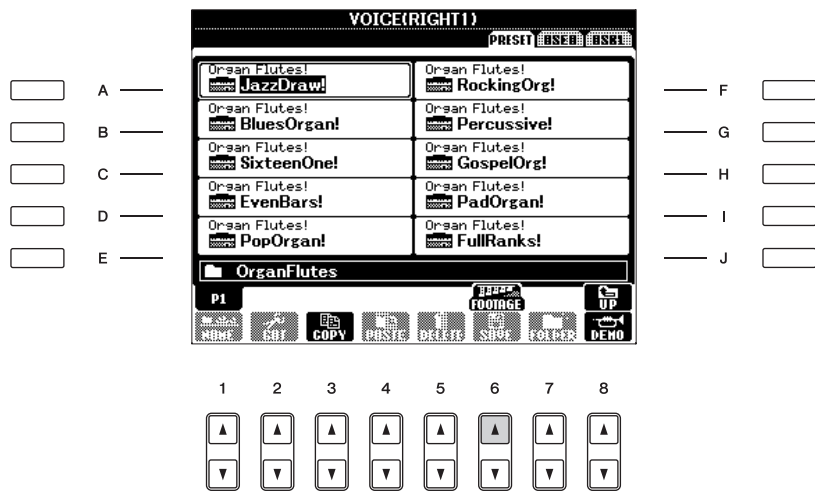 VOICE(RIGHT1)
PRESET USER USB1
Organ Flutes!
JazzDraw!
Organ Flutes!
RockingOrg!
Organ Flutes!
BluesOrgan!
Organ Flutes!
Percussive!
Organ Flutes!
SixteenOne!
Organ Flutes!
GospelOrg!
Organ Flutes!
EvenBars!
Organ Flutes!
PadOrgan!
Organ Flutes!
PopOrgan!
Organ Flutes!
FullRanks!
OrganFlutes
P1
FOOTAGE
UP
NAME CUT COPY PASTE DELETE SAVE FOLDER DEMO
A
B
C
D
E
F
G
H
I
J
1 2 3 4 5 6 7 8